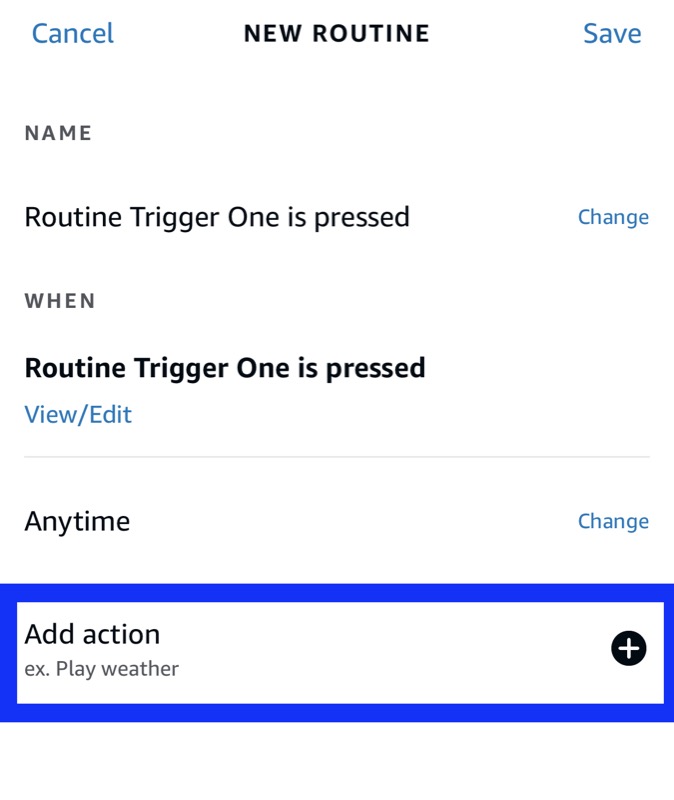 Cancel NEW ROUTINE Save
NAME
Routine Trigger One is pressed Change
WHEN
Routine Trigger One is pressed
View/Edit
Anytime Change
Add action
ex. Play weather